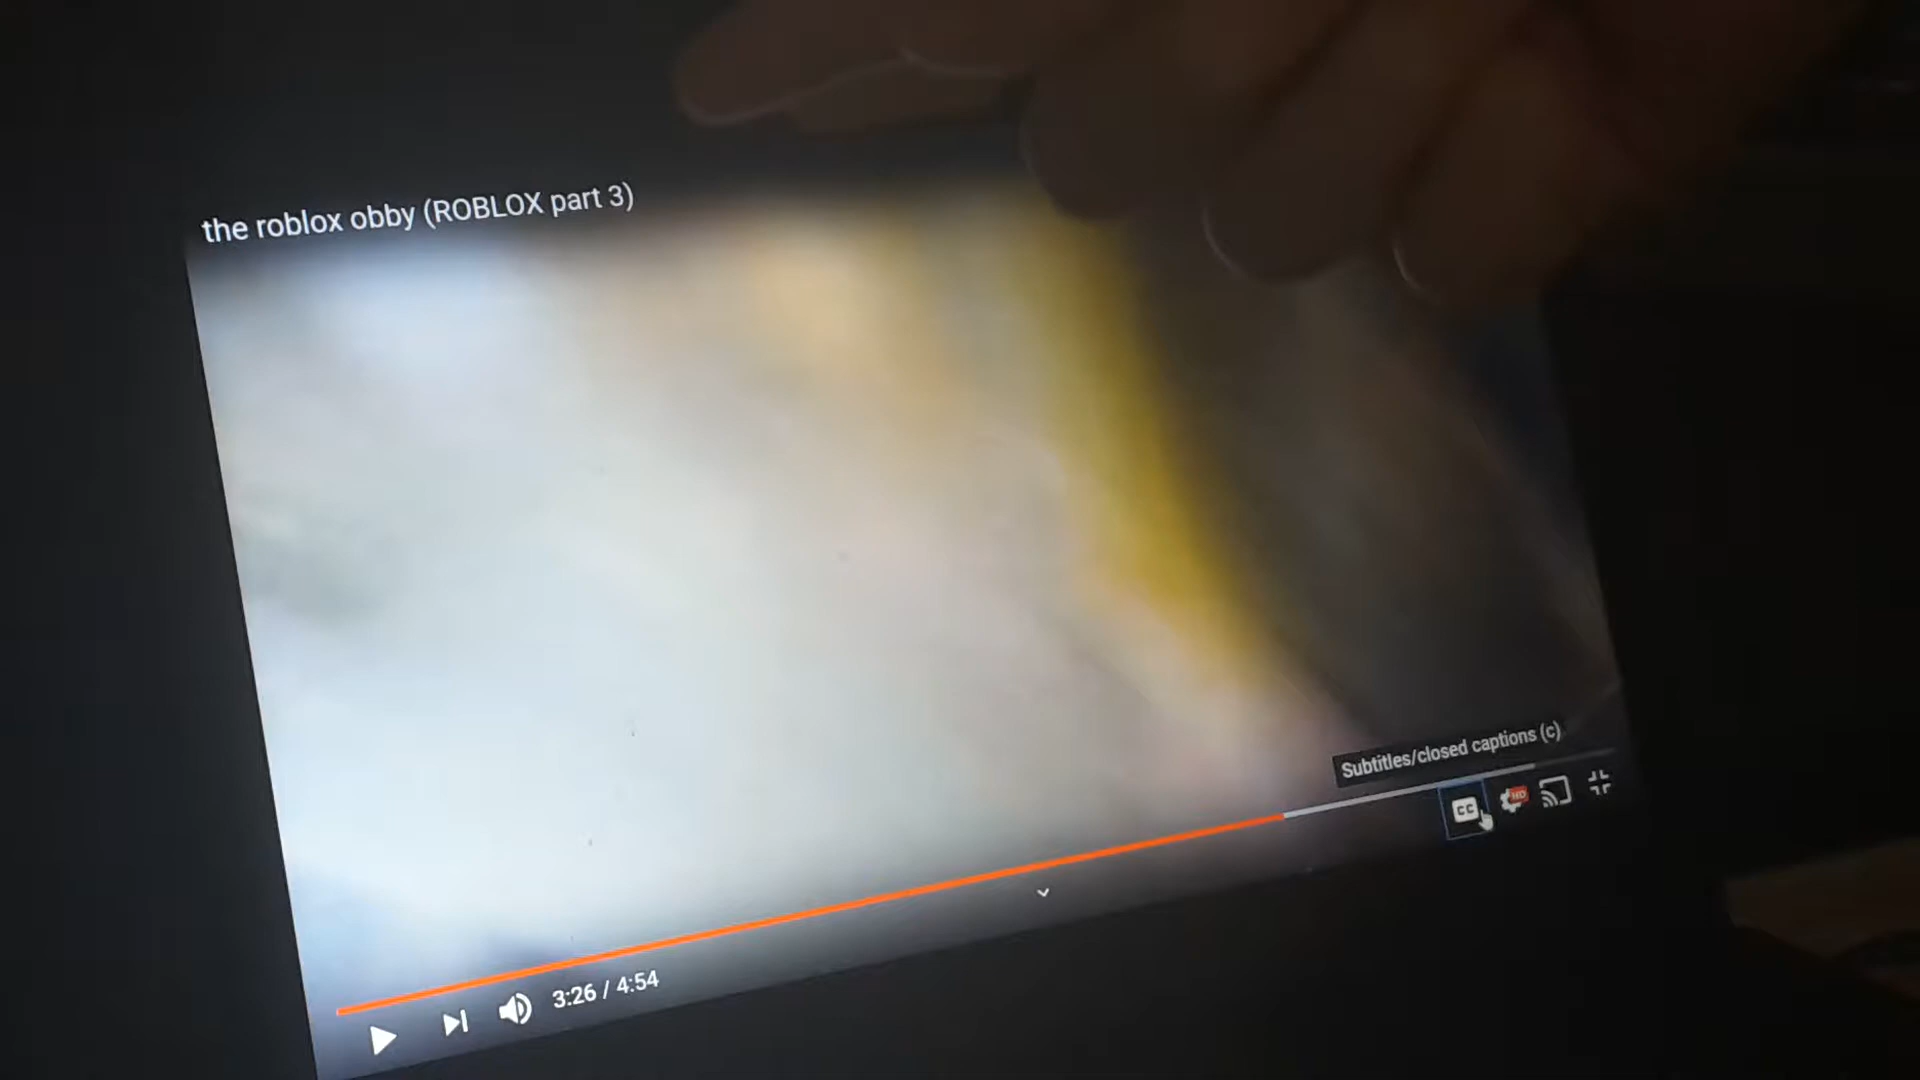 the roblox obby (ROBLOX part 3)
Subtitles/closed captions (c)
CC
HD
3:26 / 4:54